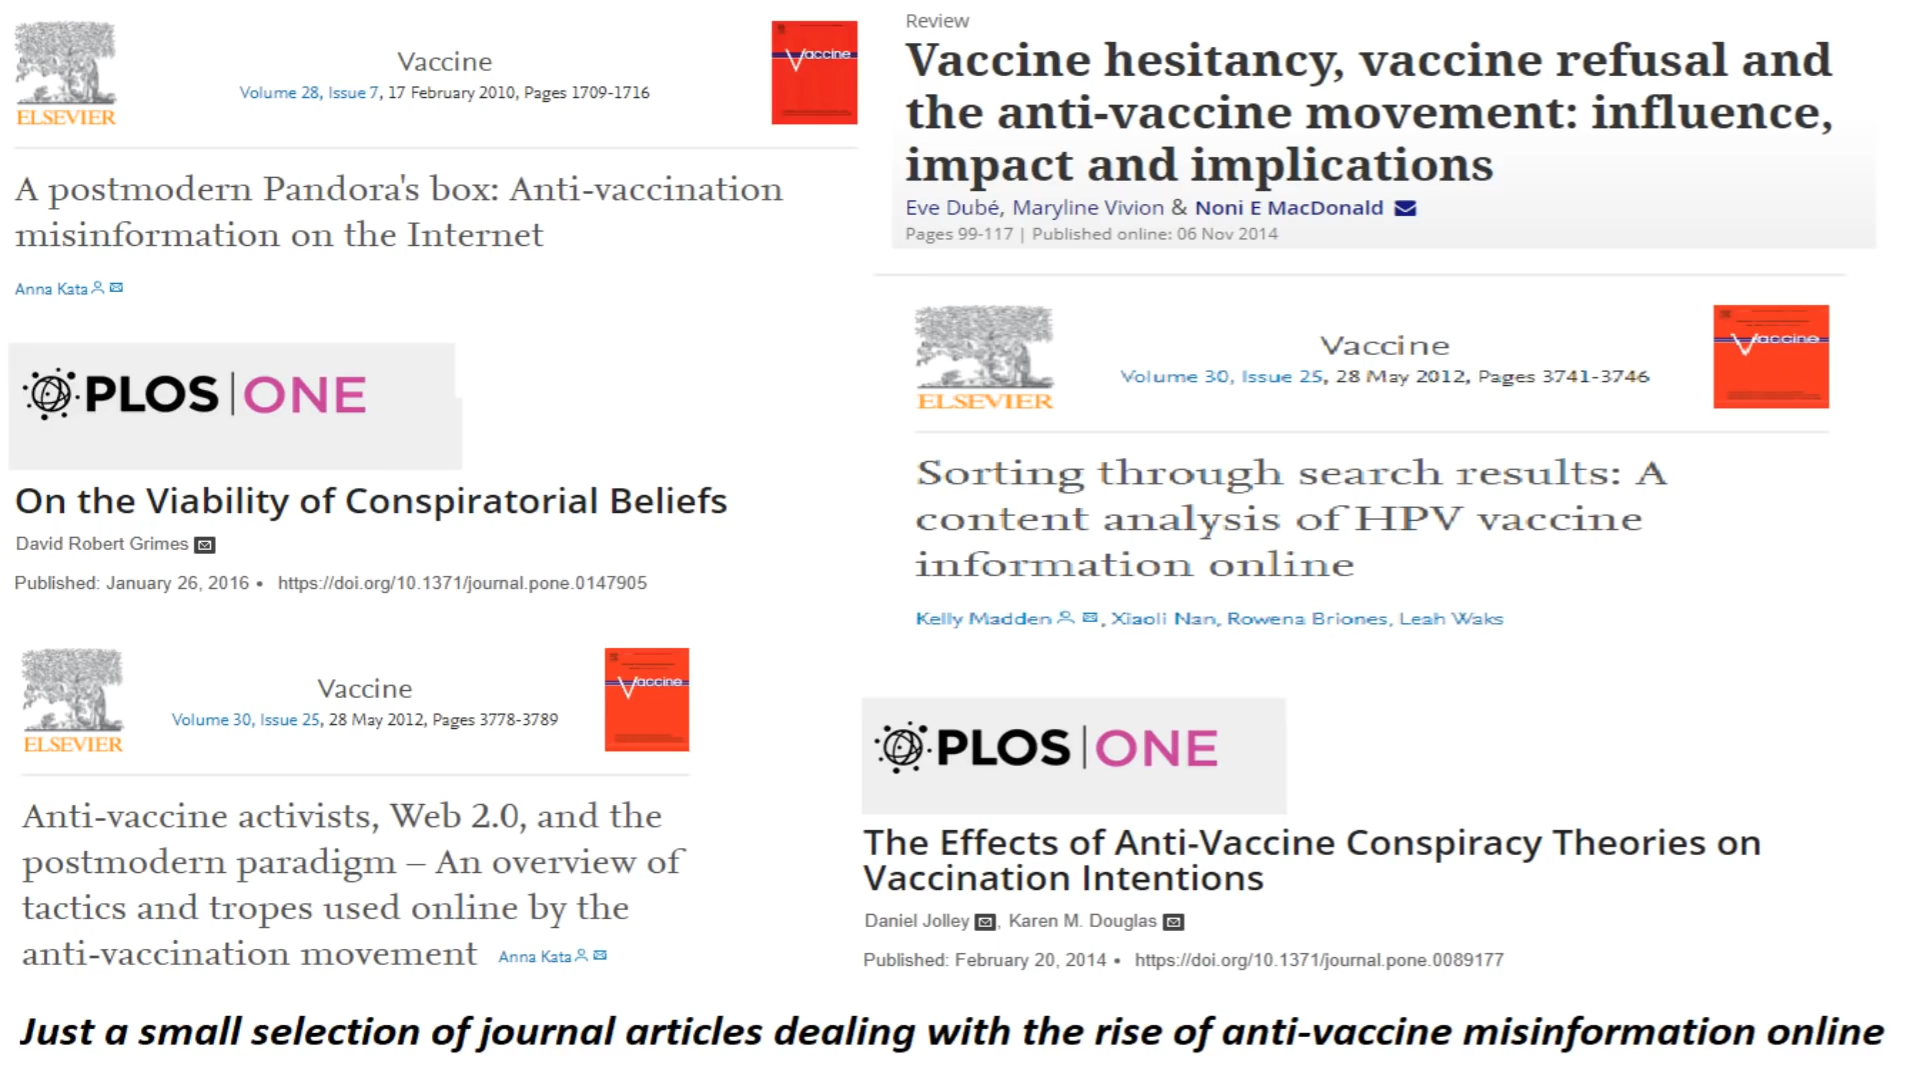 ELSEVIER
Vaccine
Volume 28, Issue 7, 17 February 2010, Pages 1709-1716
Vaccine
A postmodern Pandora's box: Anti-vaccination
misinformation on the Internet
Anna Kata
PLOS | ONE
On the Viability of Conspiratorial Beliefs
David Robert Grimes
Published: January 26, 2016 • https://doi.org/10.1371/journal.pone.0147905
ELSEVIER
Vaccine
Volume 30, Issue 25, 28 May 2012, Pages 3778-3789
Vaccine
Anti-vaccine activists, Web 2.0, and the
postmodern paradigm – An overview of
tactics and tropes used online by the
anti-vaccination movement Anna Kata
Review
Vaccine hesitancy, vaccine refusal and
the anti-vaccine movement: influence,
impact and implications
Eve Dubé, Maryline Vivion & Noni E MacDonald
Pages 99-117 | Published online: 06 Nov 2014
ELSEVIER
Vaccine
Volume 30, Issue 25, 28 May 2012, Pages 3741-3746
Vaccine
Sorting through search results: A
content analysis of HPV vaccine
information online
Kelly Madden, Xiaoli Nan, Rowena Briones, Leah Waks
PLOS | ONE
The Effects of Anti-Vaccine Conspiracy Theories on
Vaccination Intentions
Daniel Jolley, Karen M. Douglas
Published: February 20, 2014 • https://doi.org/10.1371/journal.pone.0089177
Just a small selection of journal articles dealing with the rise of anti-vaccine misinformation online